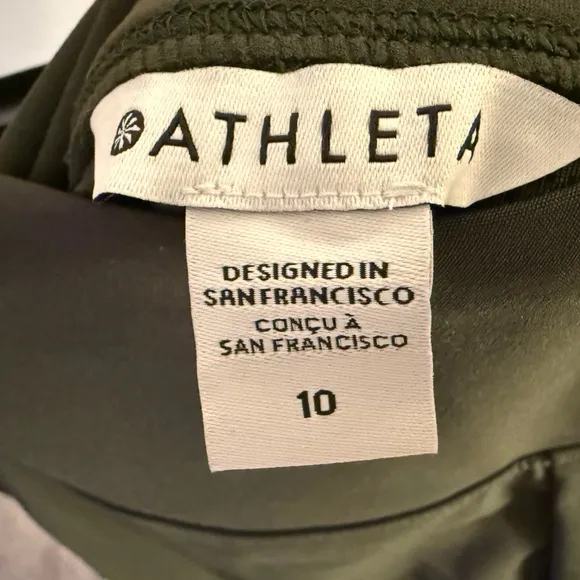 ATHLETA
DESIGNED IN
SAN FRANCISCO
CONÇU À
SAN FRANCISCO
10